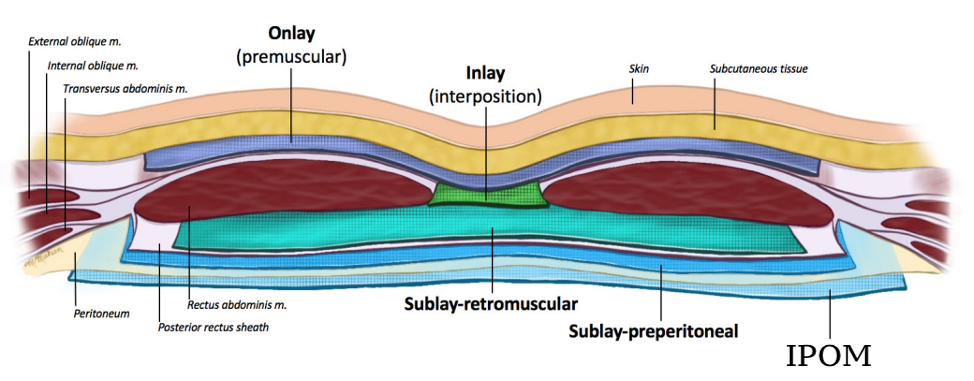 Onlay
(premuscular)
External oblique m.
Internal oblique m.
Transversus abdominis m.
Inlay
(interposition)
Skin
Subcutaneous tissue
Rectus abdominis m.
Peritoneum
Posterior rectus sheath
Sublay-retromuscular
Sublay-preperitoneal
IPOM